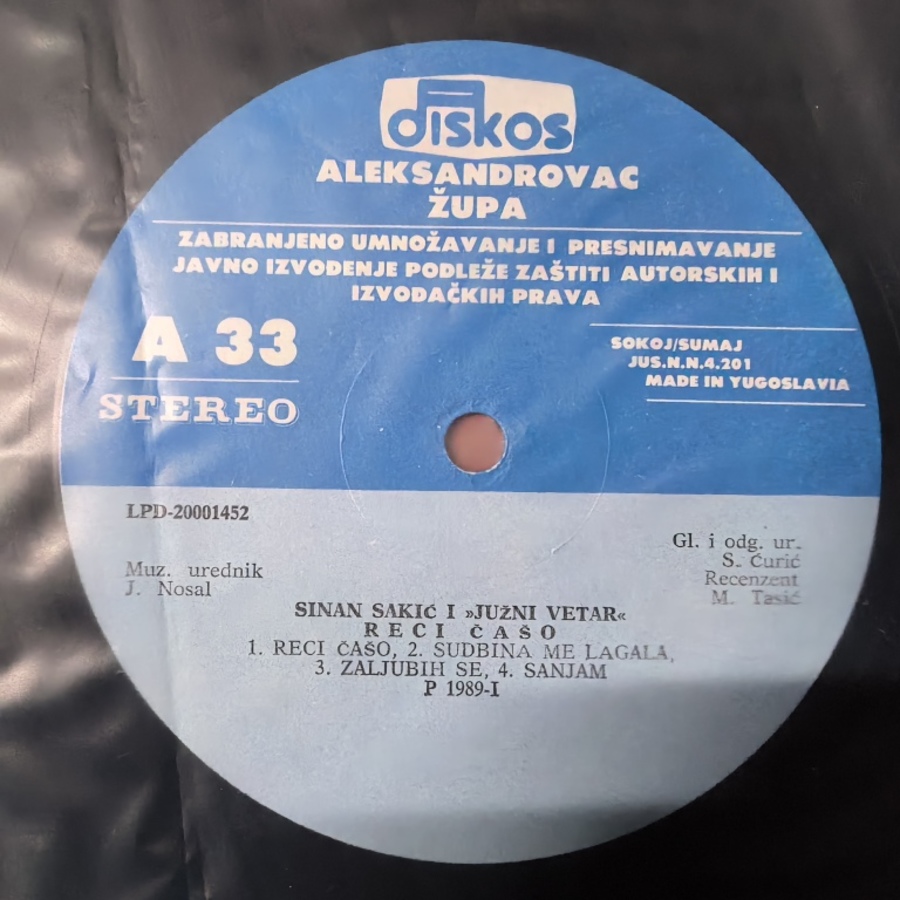 diskos
ALEKSANDROVAC
ŽUPA
ZABRANJENO UMNOŽAVANJE I PRESNIMAVANJE
JAVNO IZVOĐENJE PODLEŽE ZAŠTITI AUTORSKIH I
IZVOĐAČKIH PRAVA
A 33
STEREO
SOKOJ/SUMAJ
JUS.N.N.4.201
MADE IN YUGOSLAVIA
LPD-20001452
Muz. urednik
J. Nosal
Gl. i odg. ur.
S. Ćurić
Recenzent
M. Tasić
SINAN SAKIĆ I »JUŽNI VETAR«
RECI ČAŠO
1. RECI ČAŠO, 2. SUDBINA ME LAGALA,
3. ZALJUBIH SE, 4. SANJAM
P 1989-I